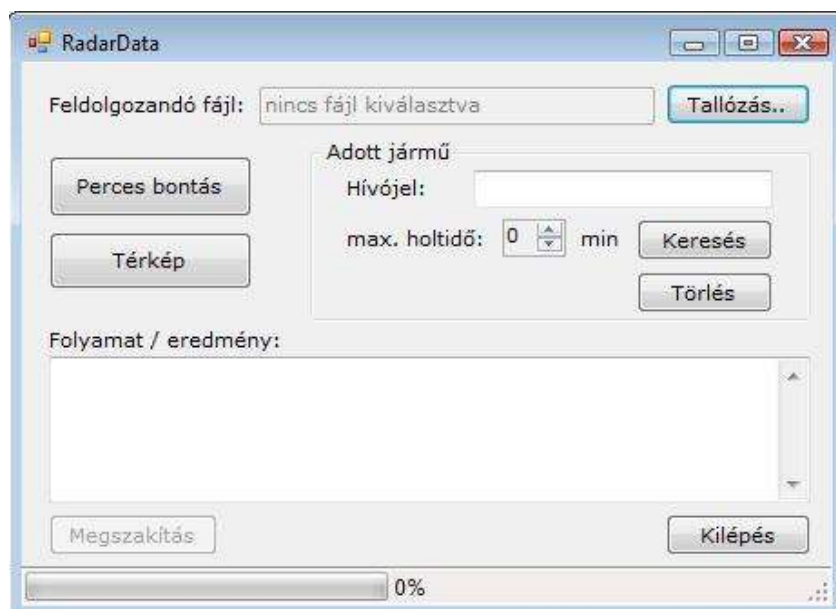 RadarData
Feldolgozandó fájl: nincs fájl kiválasztva Tallózás..
Perces bontás
Térkép
Adott jármű
Hívójel:
max. holtidő: 0 min Keresés
Törlés
Folyamat / eredmény:
Megszakítás Kilépés
0%